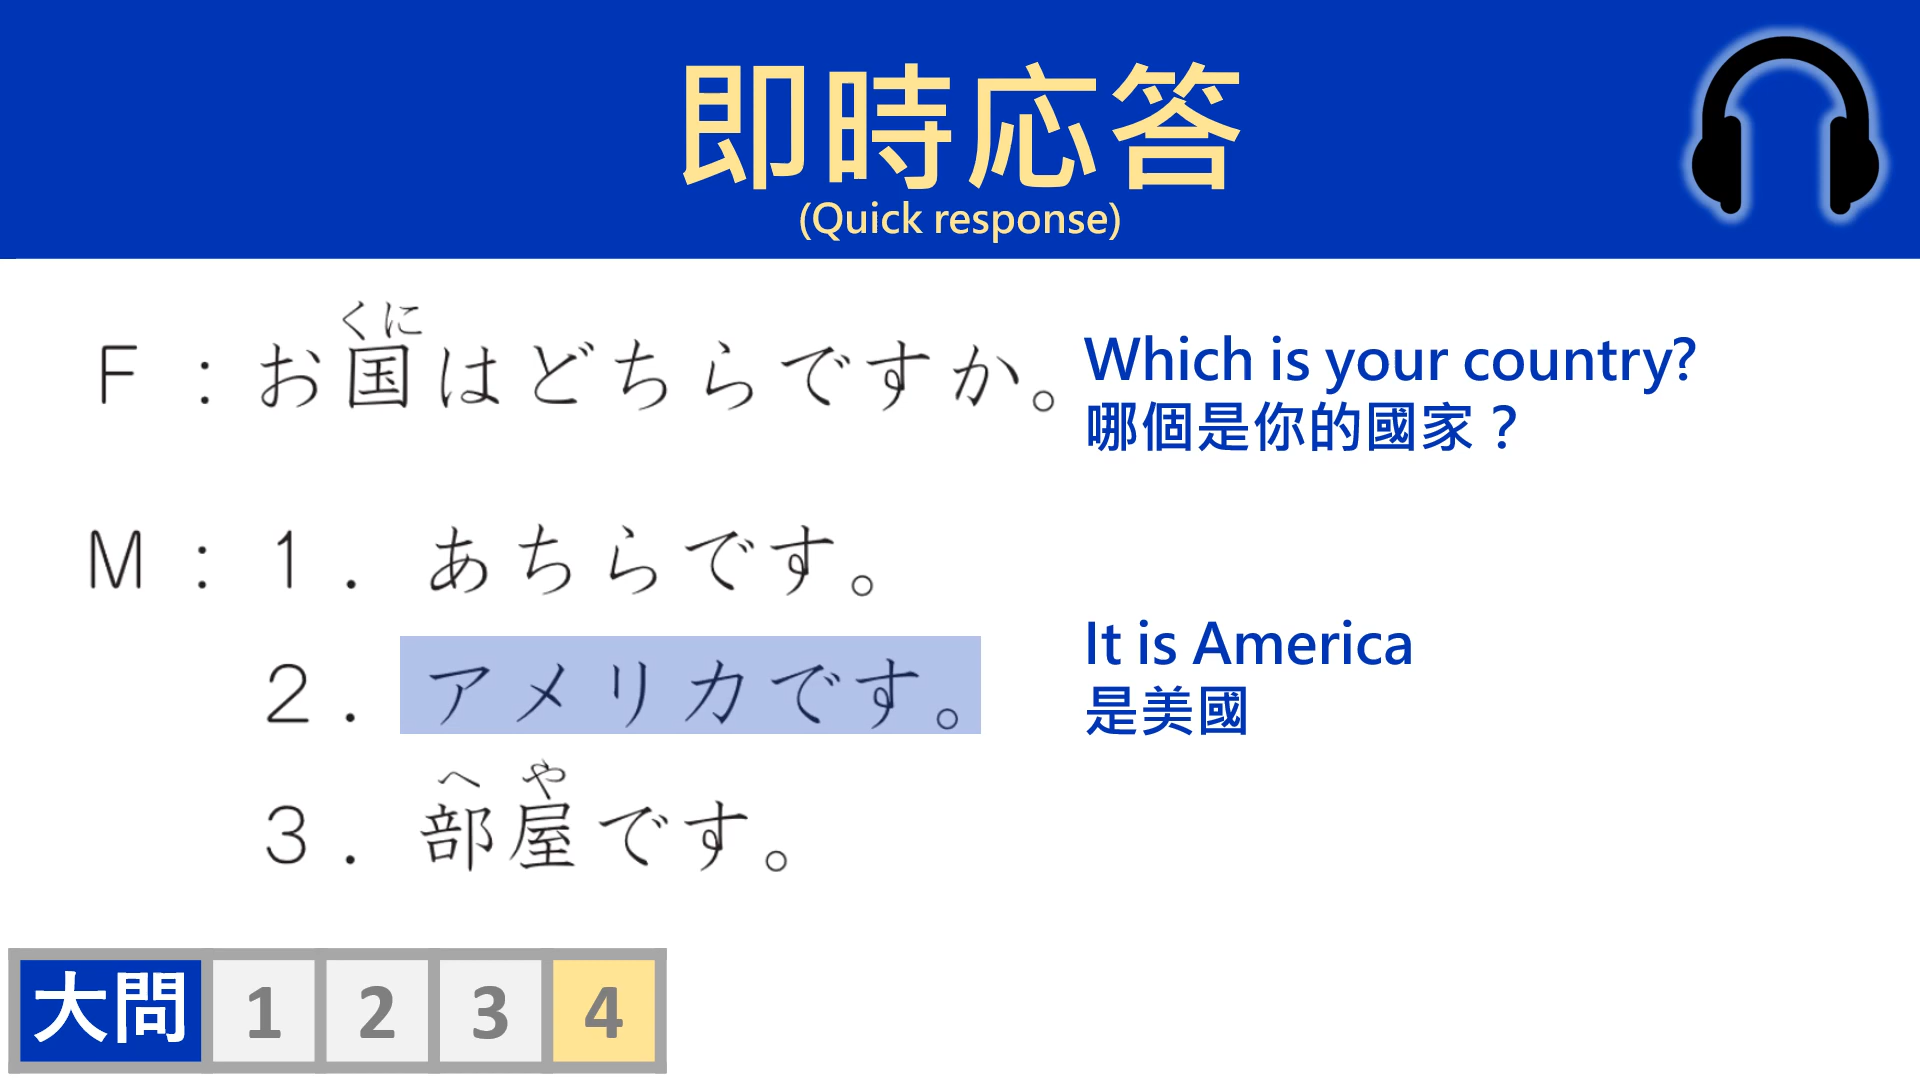 即時応答
(Quick response)
くに
F：お国はどちらですか。
Which is your country?
哪個是你的國家？
M：1．あちらです。
2．アメリカです。
It is America
是美國
へや
3．部屋です。
大問 1 2 3 4